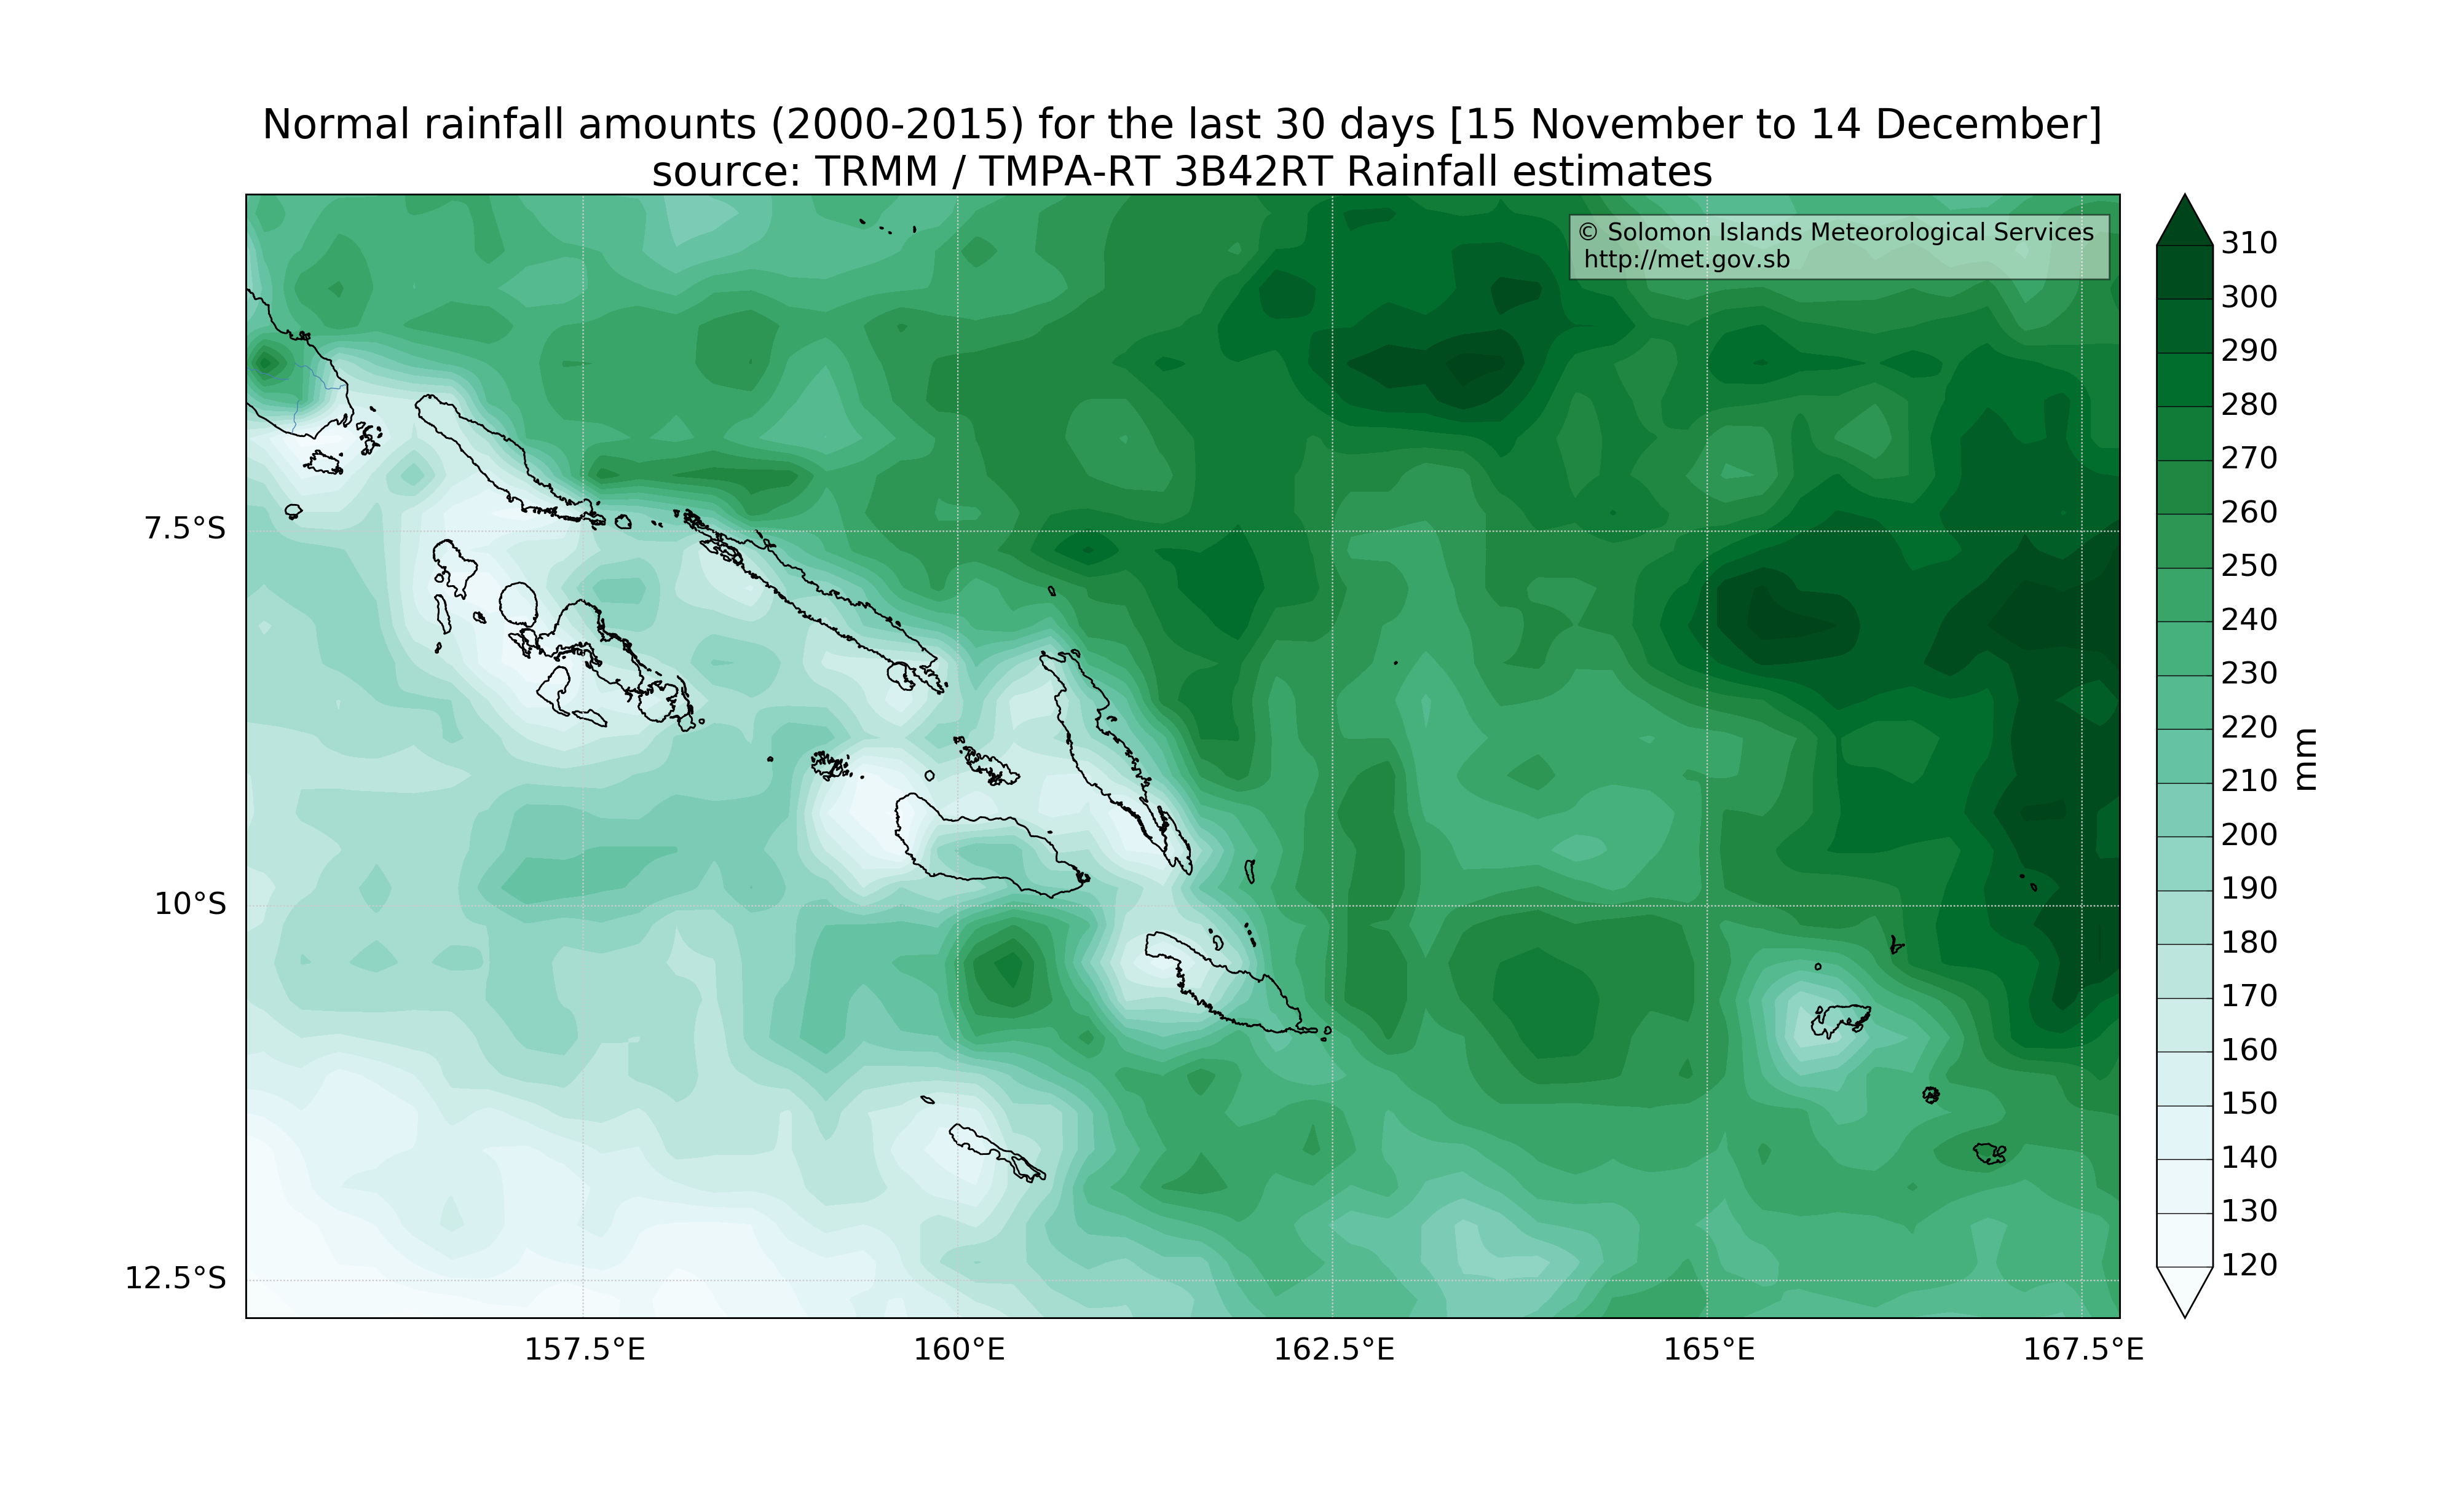 Normal rainfall amounts (2000-2015) for the last 30 days [15 November to 14 December]
source: TRMM / TMPA-RT 3B42RT Rainfall estimates
© Solomon Islands Meteorological Services
http://met.gov.sb
7.5°S
10°S
12.5°S
157.5°E
160°E
162.5°E
165°E
167.5°E
310
300
290
280
270
260
250
240
230
220
210
200
190
180
170
160
150
140
130
120
mm